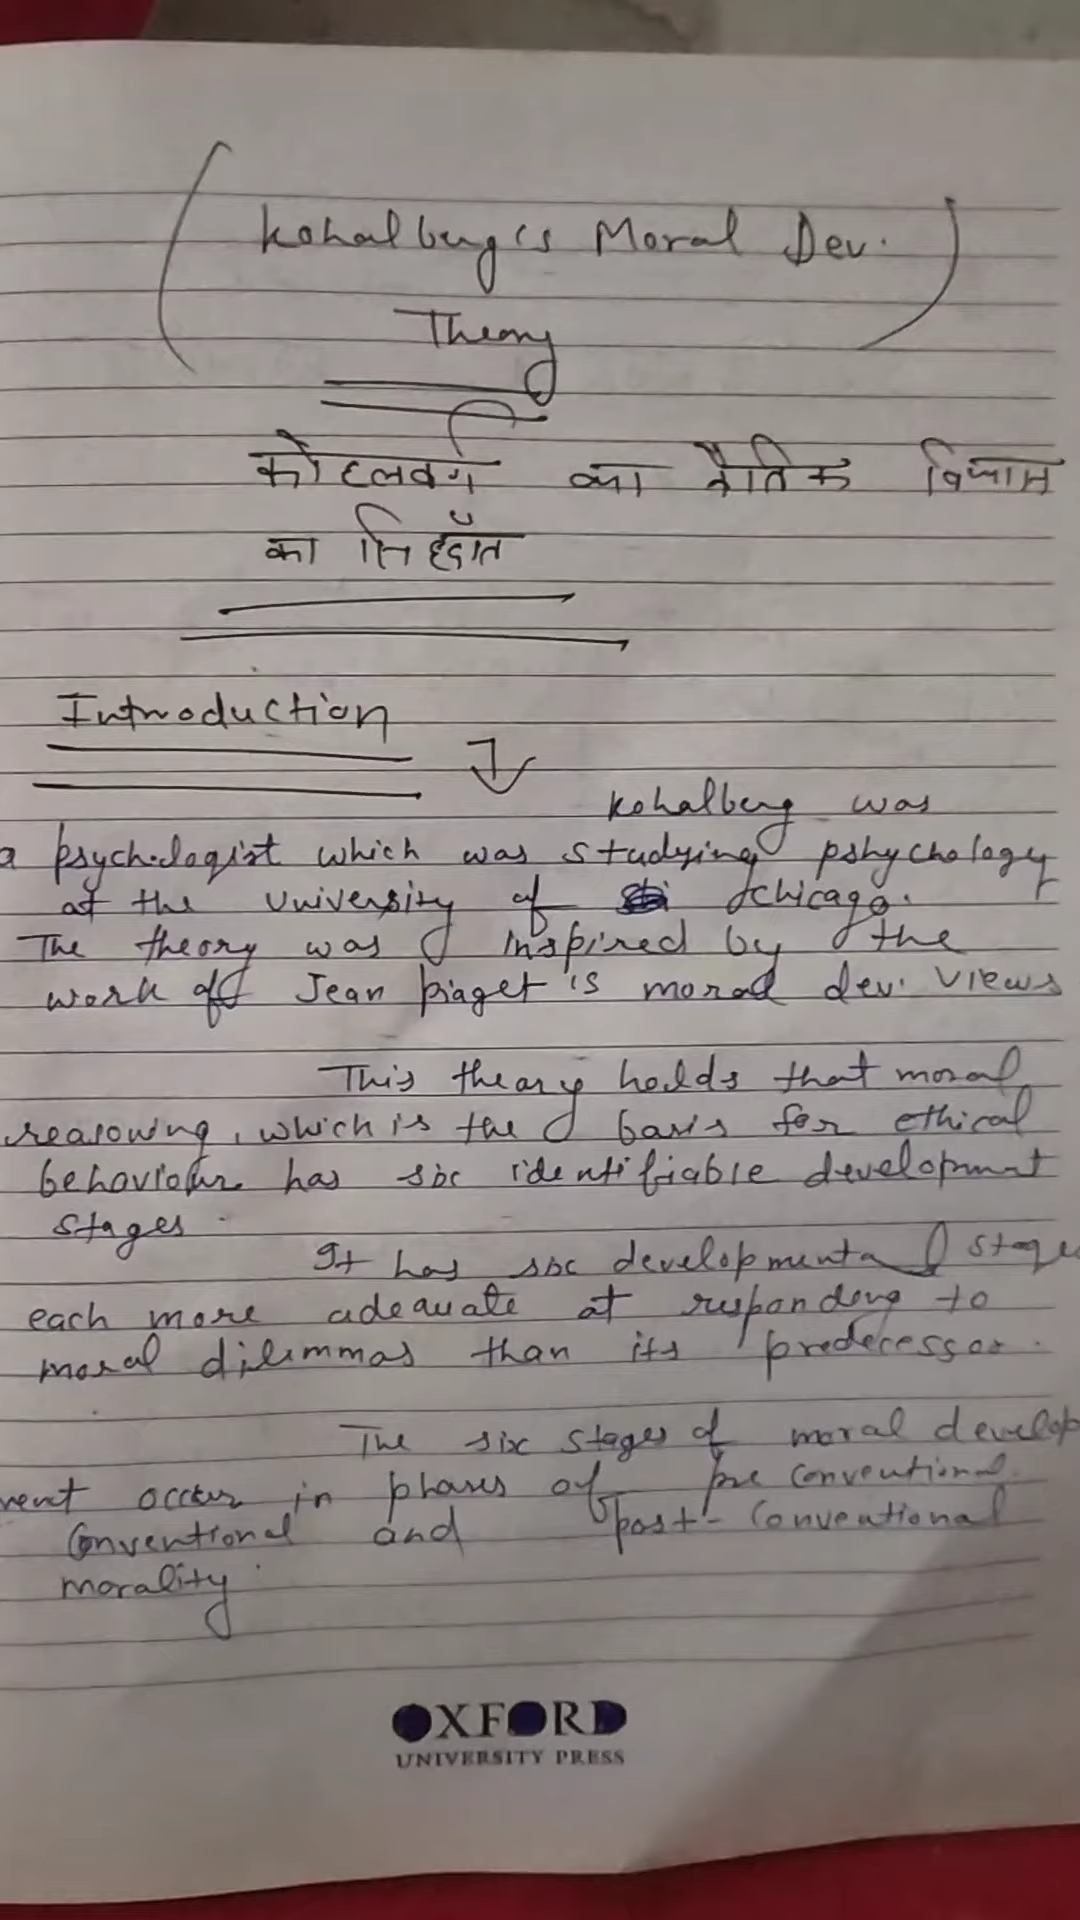 Kohalberg's Moral Dev.
Theory
कोहलबर्ग का नैतिक विकास
का सिद्धांत
Introduction
Kohalberg was
a psychologist which was studying pshychology
at the University of Chicago.
The theory was inspired by the
work of Jean piaget's moral dev. views
This theory holds that moral
reasoning, which is the basis for ethical
behaviour has six identifiable development
stages.
It has six developmental stages
each more adequate at responding to
moral dilemmas than its predecessor.
The six stages of moral develop
ment occur in phases of pre conventional
Conventional and post-Conventional
morality.
OXFORD
UNIVERSITY PRESS